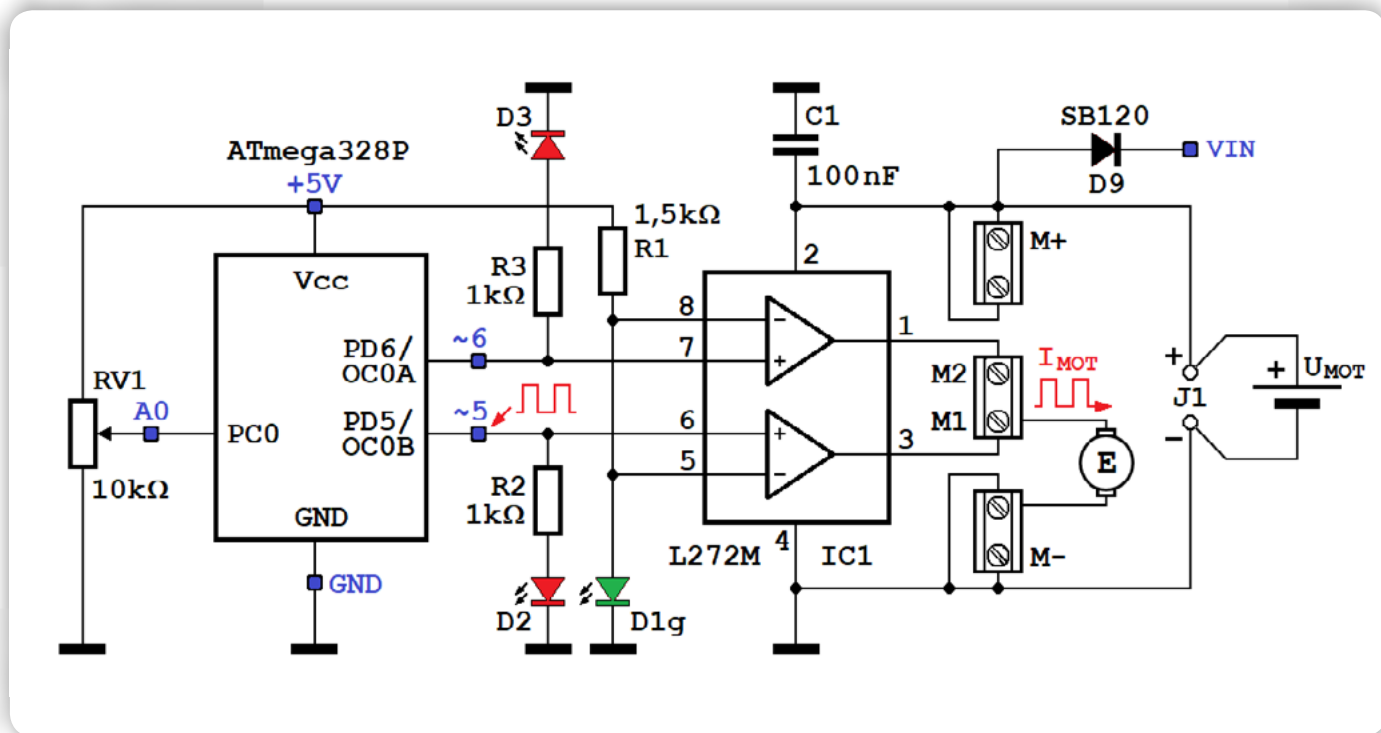 D3
ATmega328P
+5V
C1
100nF
SB120
VIN
D9
1,5kΩ
R1
Vcc
R3
1kΩ
2
M+
8
-
7
+
1
~6
PD6/
OC0A
RV1
A0
PC0
10kΩ
~5
PD5/
OC0B
6
+
5
-
3
M2
M1
IMOT
+
J1
-
+
UMOT
E
R2
1kΩ
GND
GND
L272M
4
IC1
M-
D2
D1g